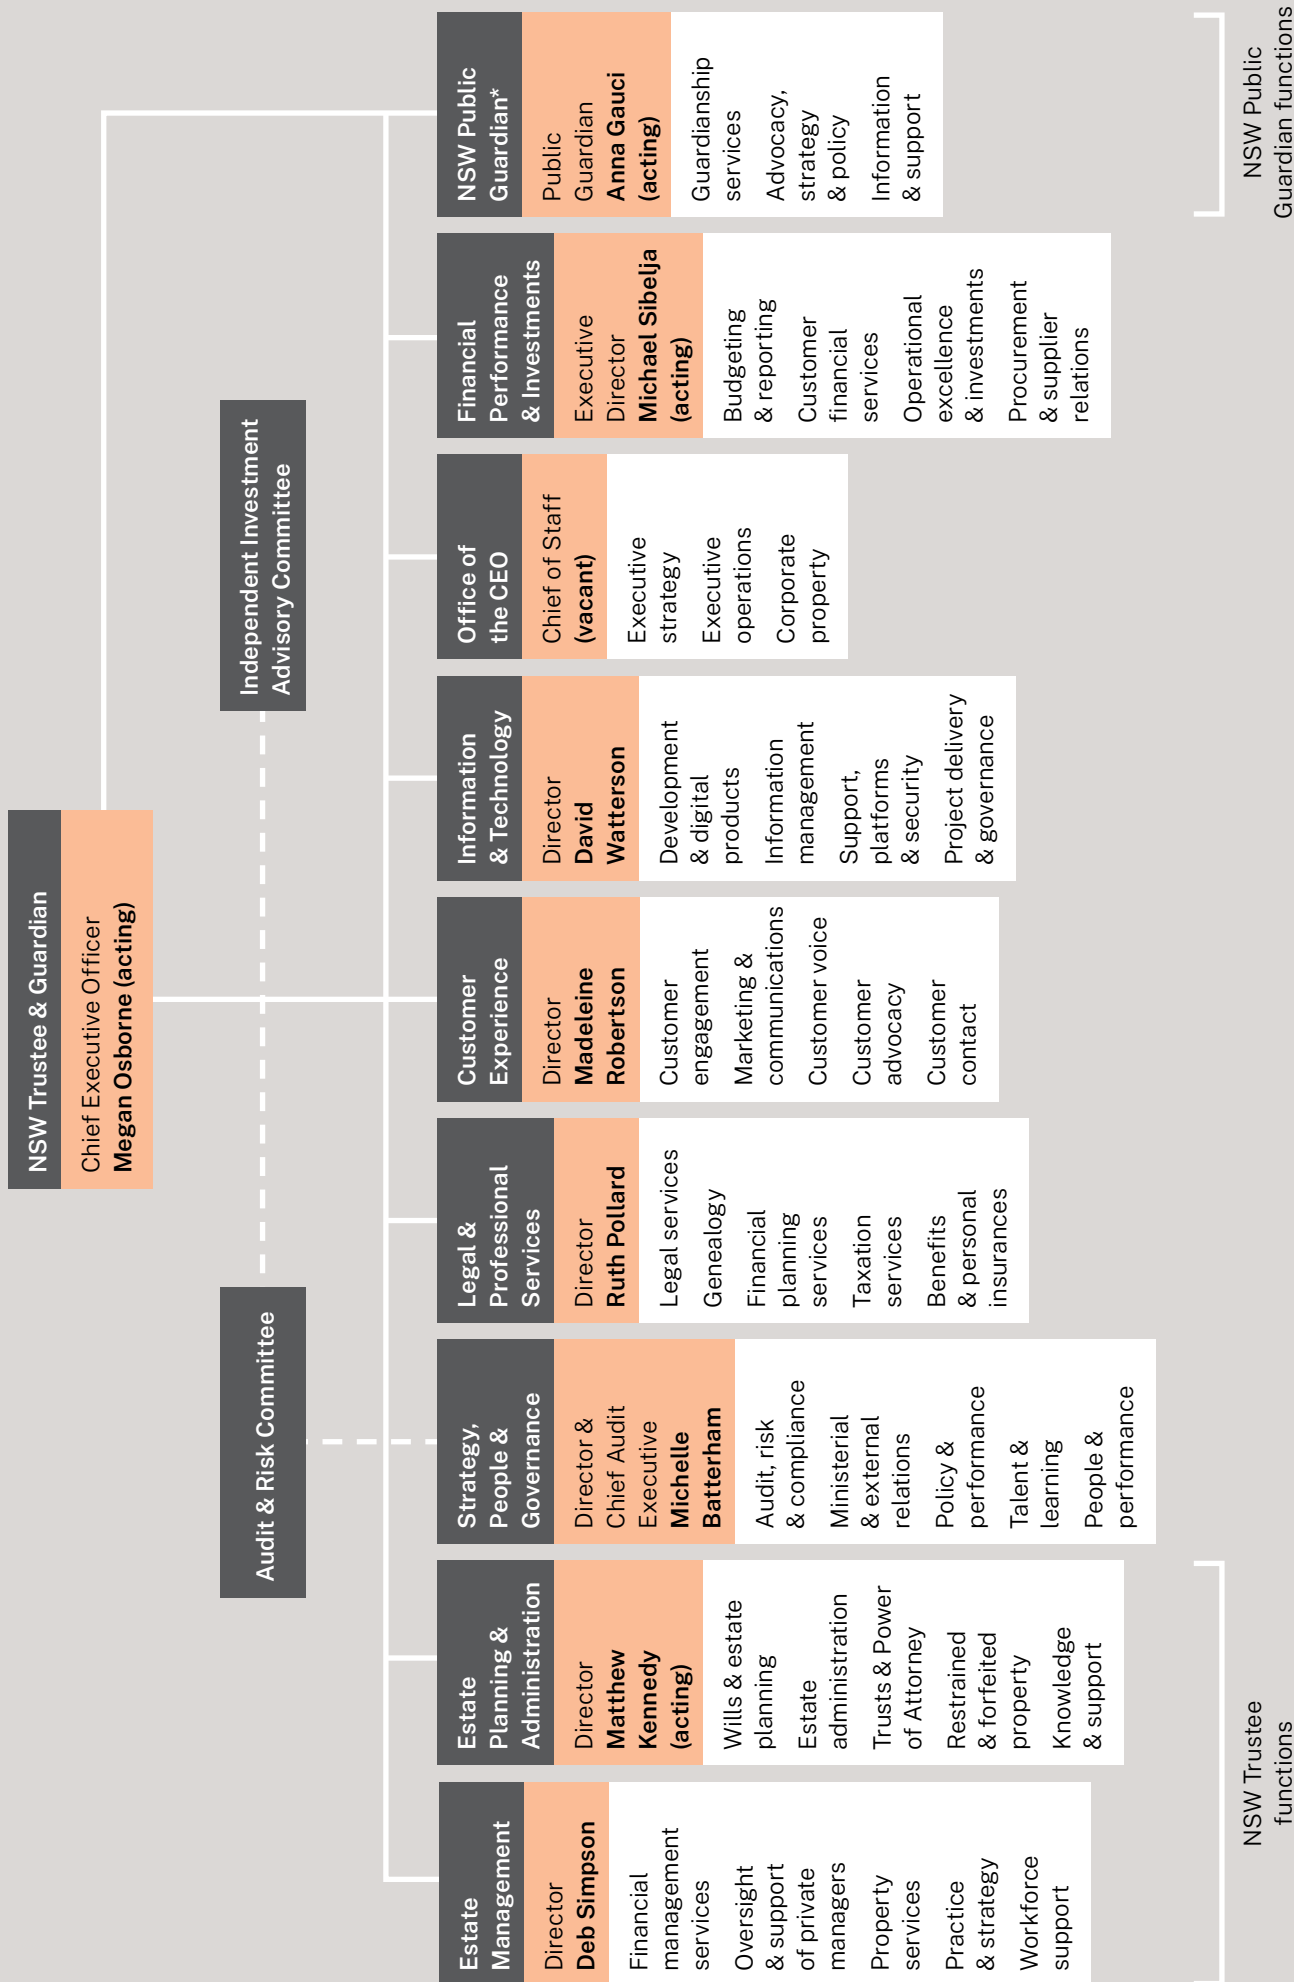 NSW Trustee & Guardian
Chief Executive Officer
Megan Osborne (acting)
Audit & Risk Committee
Independent Investment
Advisory Committee
Estate
Management
Director
Deb Simpson
Financial
management
services
Oversight
& support
of private
managers
Property
services
Practice
& strategy
Workforce
support
Estate
Planning &
Administration
Director
Matthew
Kennedy
(acting)
Wills & estate
planning
Estate
administration
Trusts & Power
of Attorney
Restrained
& forfeited
property
Knowledge
& support
Strategy,
People &
Governance
Director &
Chief Audit
Executive
Michelle
Batterham
Audit, risk
& compliance
Ministerial
& external
relations
Policy &
performance
Talent &
learning
People &
performance
Legal &
Professional
Services
Director
Ruth Pollard
Legal services
Genealogy
Financial
planning
services
Taxation
services
Benefits
& personal
insurances
Customer
Experience
Director
Madeleine
Robertson
Customer
engagement
Marketing &
communications
Customer voice
Customer
advocacy
Customer
contact
Information
& Technology
Director
David
Watterson
Development
& digital
products
Information
management
Support,
platforms
& security
Project delivery
& governance
Office of
the CEO
Chief of Staff
(vacant)
Executive
strategy
Executive
operations
Corporate
property
Financial
Performance
& Investments
Executive
Director
Michael Sibelja
(acting)
Budgeting
& reporting
Customer
financial
services
Operational
excellence
& investments
Procurement
& supplier
relations
NSW Public
Guardian*
Public
Guardian
Anna Gauci
(acting)
Guardianship
services
Advocacy,
strategy
& policy
Information
& support
NSW Trustee
functions
NSW Public
Guardian functions